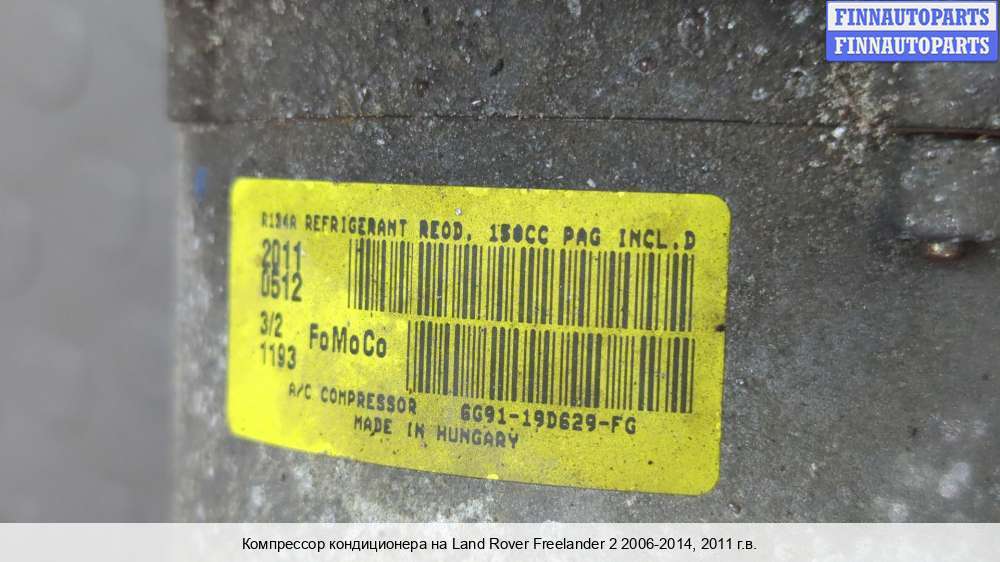 FINNAUTOPARTS
FINNAUTOPARTS
R134A REFRIGERANT REOD. 150CC PAG INCL.D
2011
0512
3/2
1193
FoMoCo
A/C COMPRESSOR 6G91-19D629-FG
MADE IN HUNGARY
Компрессор кондиционера на Land Rover Freelander 2 2006-2014, 2011 г.в.